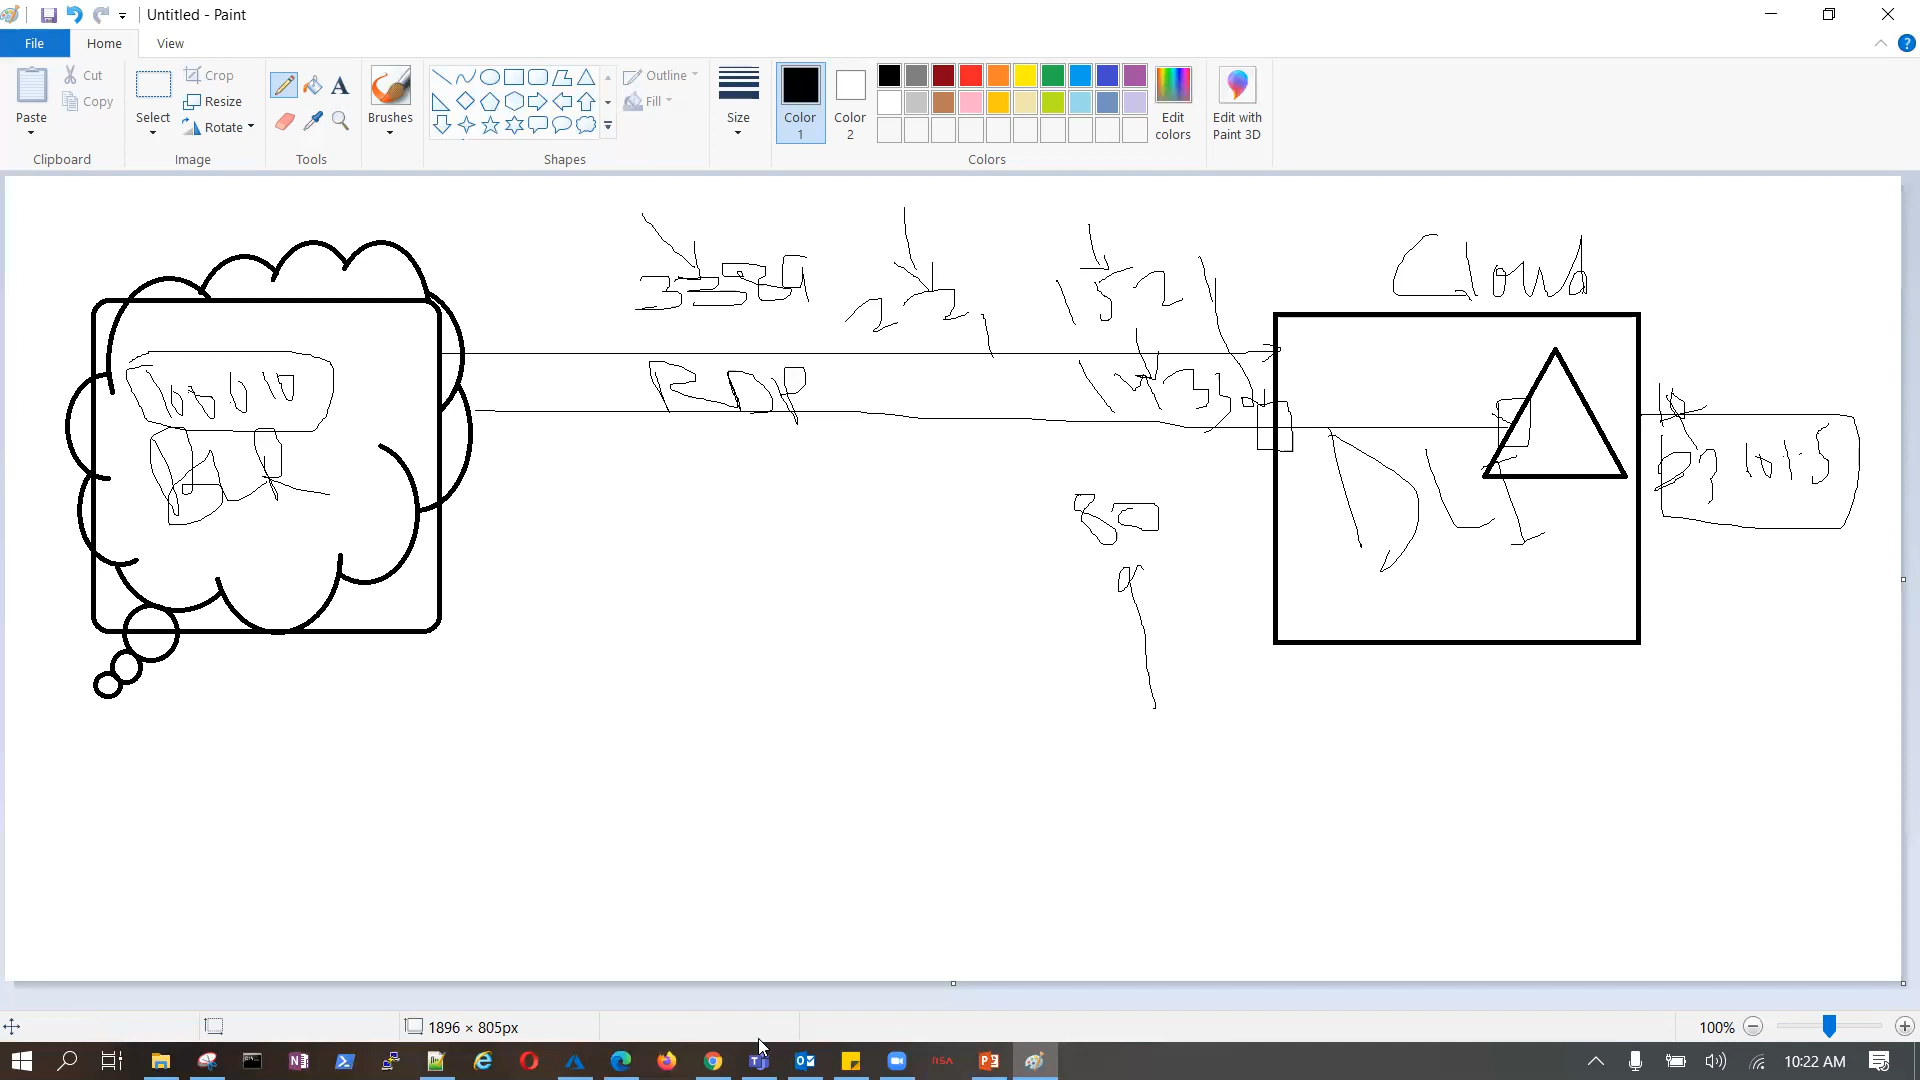 Untitled - Paint
File Home View
Paste
Cut
Copy
Clipboard
Select
Crop
Resize
Rotate
Image
Tools
Brushes
Shapes
Outline
Fill
Size
Color 1
Color 2
Colors
Edit colors
Edit with Paint 3D
3389
22
Cloud
RDP
80
1896 × 805px
100%
RSA
10:22 AM